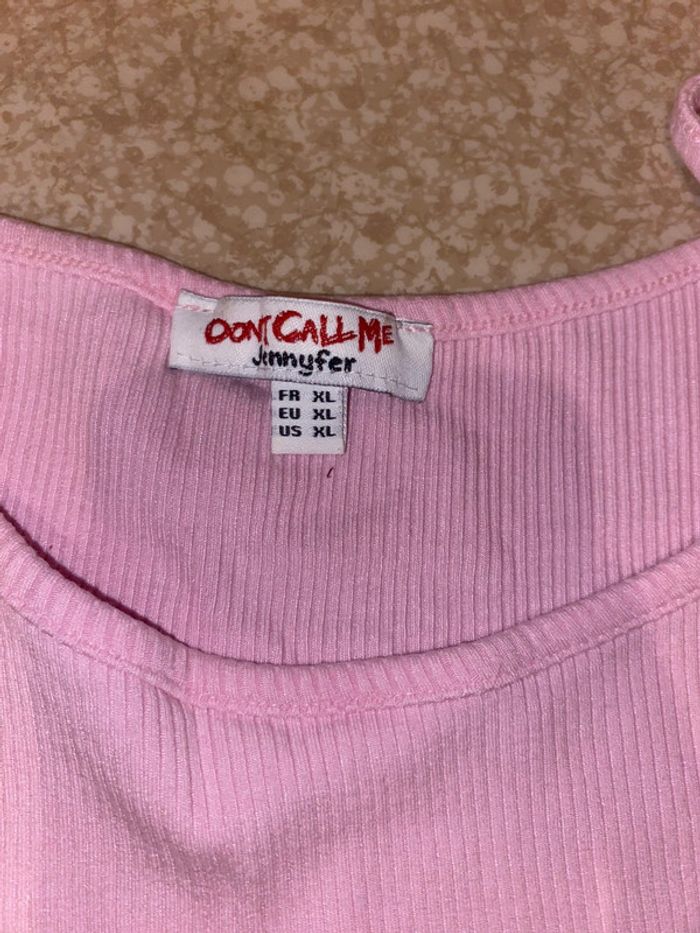 DON'T CALL ME
Jennyfer
FR XL
EU XL
US XL